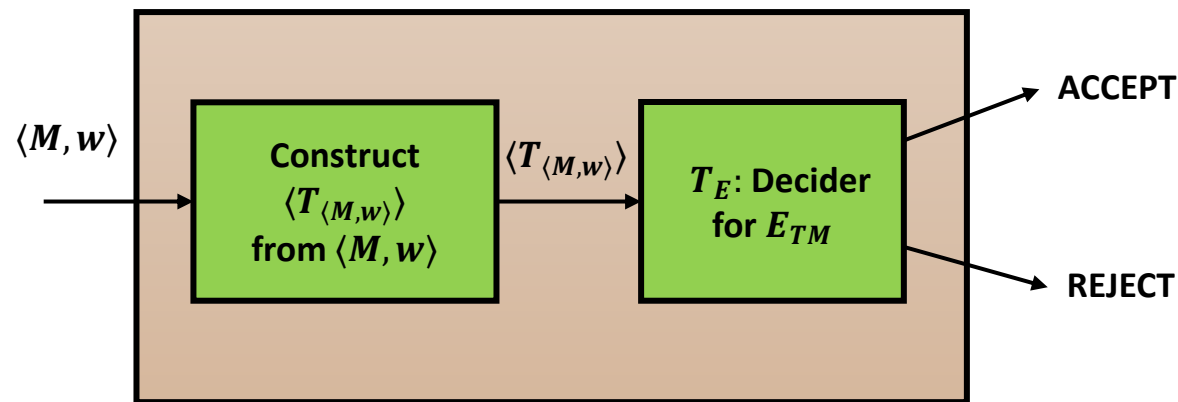 ⟨M, w⟩
Construct
⟨T⟨M,w⟩⟩
from ⟨M, w⟩
⟨T⟨M,w⟩⟩
T_E: Decider
for E_TM
ACCEPT
REJECT